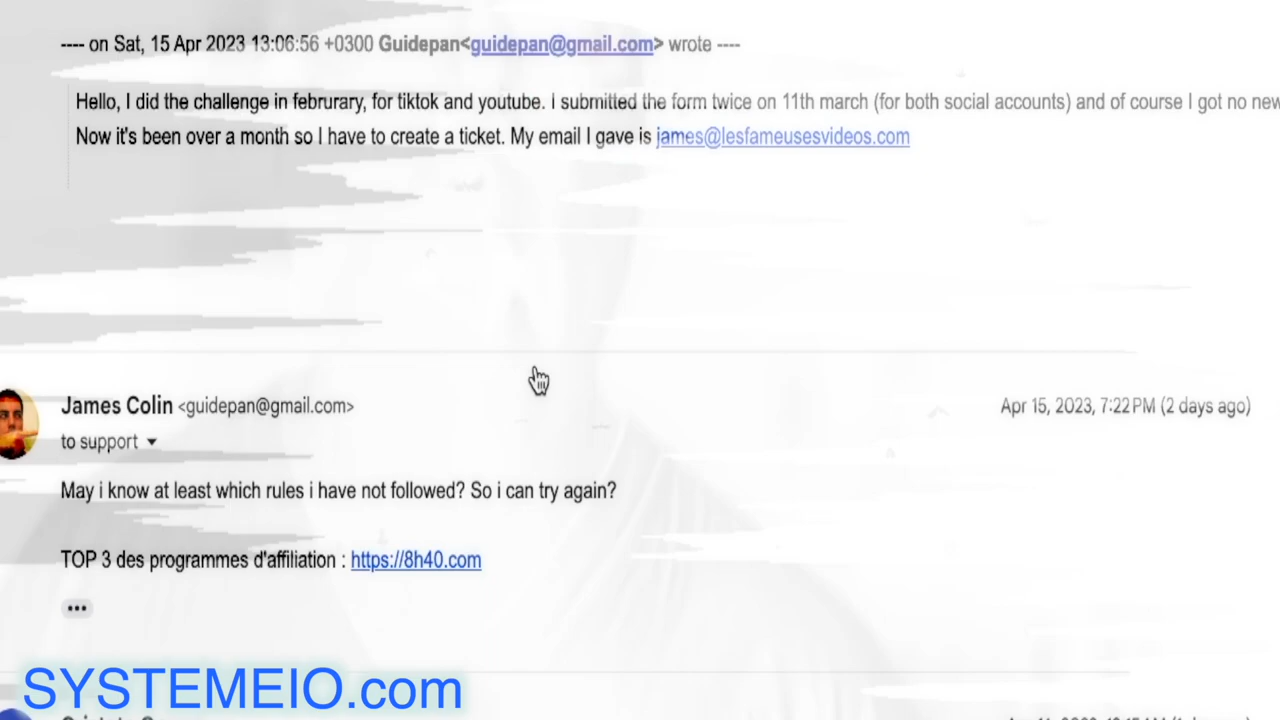 ---- on Sat, 15 Apr 2023 13:06:56 +0300 Guidepan<guidepan@gmail.com> wrote ----
Hello, I did the challenge in februrary, for tiktok and youtube. I submitted the form twice on 11th march (for both social accounts) and of course I got no new
Now it's been over a month so I have to create a ticket. My email I gave is james@lesfameusesvideos.com
James Colin <guidepan@gmail.com>
Apr 15, 2023, 7:22 PM (2 days ago)
to support
May i know at least which rules i have not followed? So i can try again?
TOP 3 des programmes d'affiliation : https://8h40.com
•••
SYSTEMEIO.com